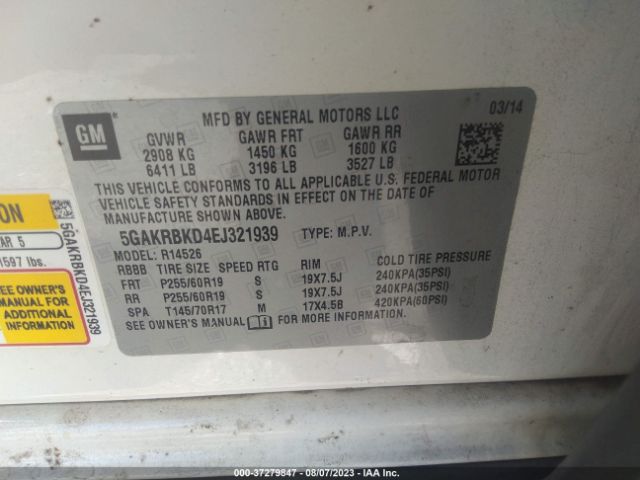 MFD BY GENERAL MOTORS LLC
03/14
GM
GVWR GAWR FRT GAWR RR
2908 KG 1450 KG 1600 KG
6411 LB 3196 LB 3527 LB
THIS VEHICLE CONFORMS TO ALL APPLICABLE U.S. FEDERAL MOTOR
VEHICLE SAFETY STANDARDS IN EFFECT ON THE DATE OF
MANUFACTURE SHOWN ABOVE.
5GAKRBKD4EJ321939 TYPE: M.P.V.
MODEL: R14526
RBBB TIRE SIZE SPEED RTG RIM COLD TIRE PRESSURE
FRT P255/60R19 S 19X7.5J 240KPA(35PSI)
RR P255/60R19 S 19X7.5J 240KPA(35PSI)
SPA T145/70R17 M 17X4.5B 420KPA(60PSI)
SEE OWNER'S MANUAL FOR MORE INFORMATION.
ION
AR 5
1597 lbs.
SEE OWNER'S
MANUAL FOR
ADDITIONAL
INFORMATION
5GAKRBKD4EJ321939
000-37279847 - 08/07/2023 - IAA Inc.